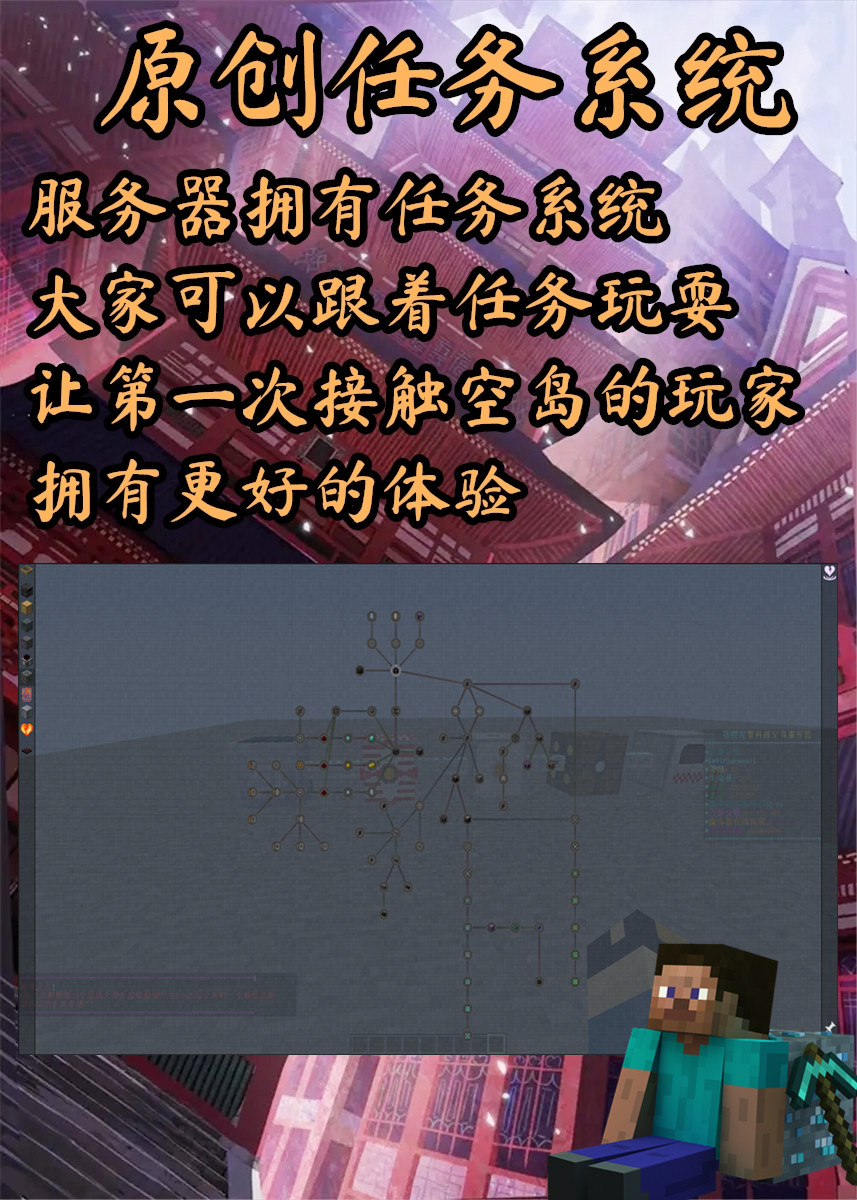 原创任务系统
服务器拥有任务系统
大家可以跟着任务玩耍
让第一次接触空岛的玩家
拥有更好的体验